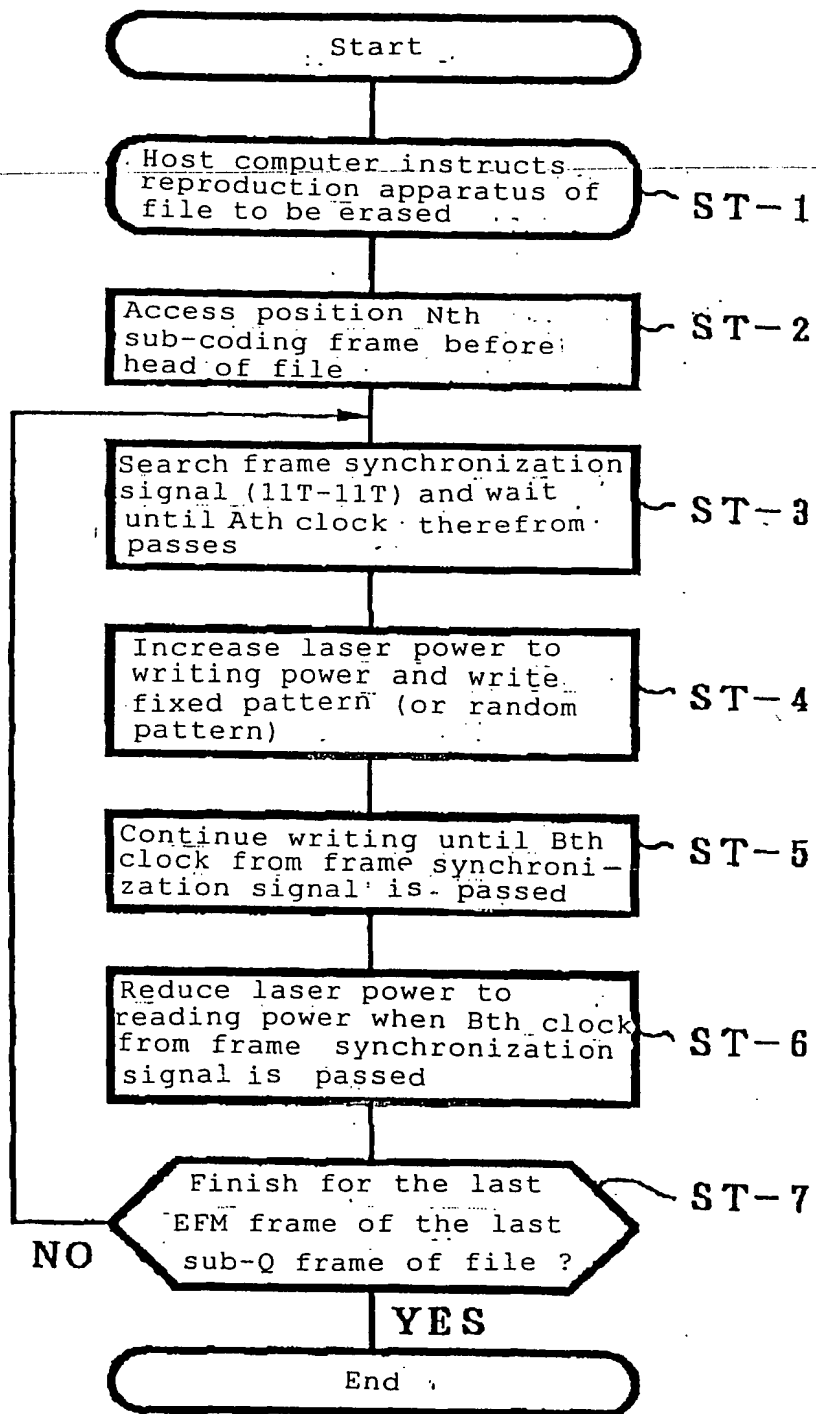 Start
Host computer instructs
reproduction apparatus of
file to be erased
ST-1
Access position Nth
sub-coding frame before
head of file
ST-2
Search frame synchronization
signal (11T-11T) and wait
until Ath clock therefrom
passes
ST-3
Increase laser power to
writing power and write
fixed pattern (or random
pattern)
ST-4
Continue writing until Bth
clock from frame synchroni-
zation signal is passed
ST-5
Reduce laser power to
reading power when Bth clock
from frame synchronization
signal is passed
ST-6
Finish for the last
EFM frame of the last
sub-Q frame of file ?
ST-7
NO
YES
End